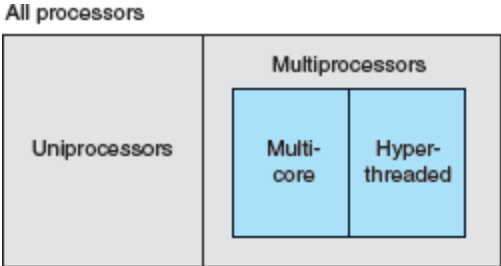 All processors
Multiprocessors
Uniprocessors
Multi-
core
Hyper-
threaded